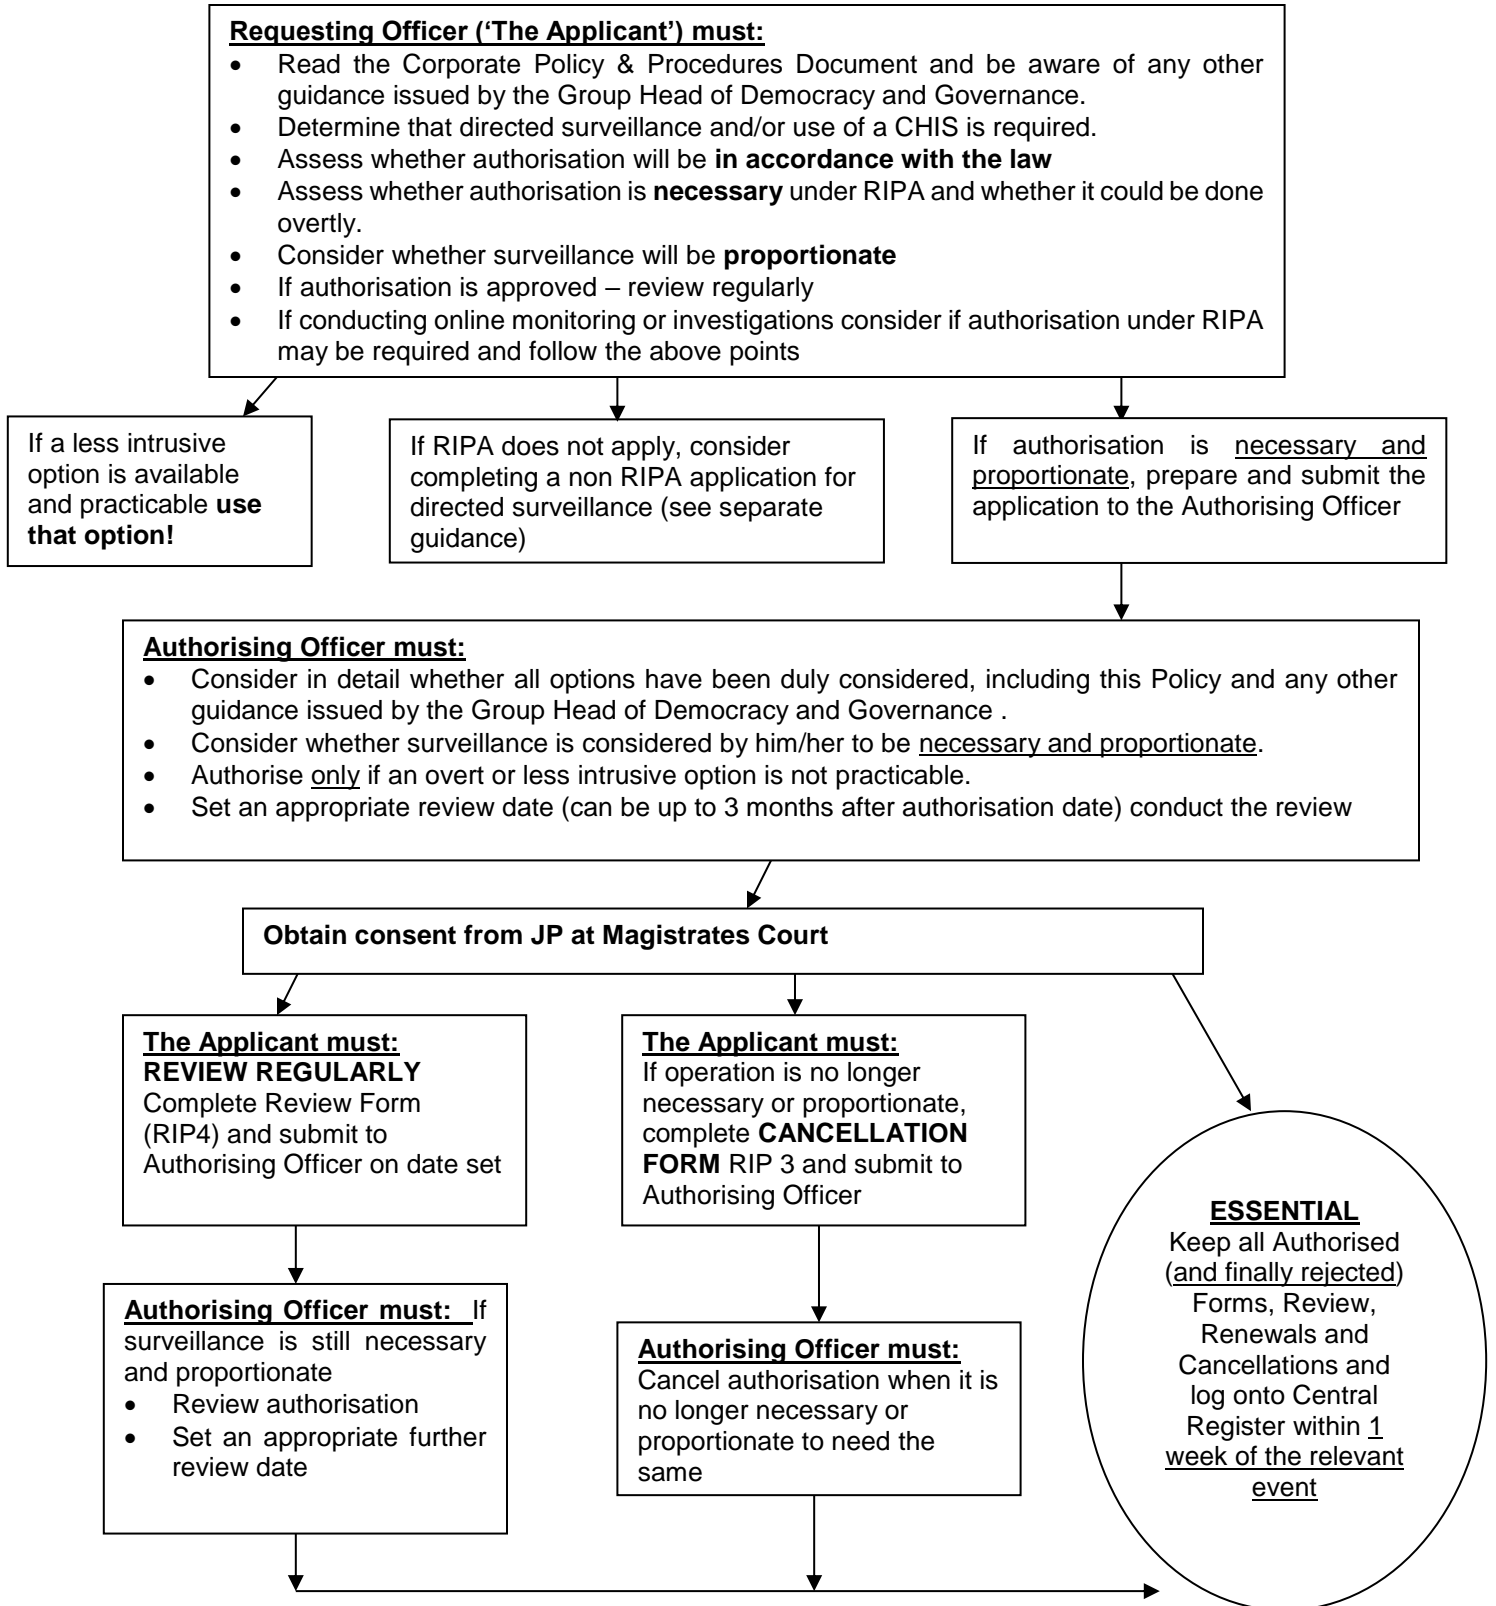 Requesting Officer (‘The Applicant’) must:
• Read the Corporate Policy & Procedures Document and be aware of any other
guidance issued by the Group Head of Democracy and Governance.
• Determine that directed surveillance and/or use of a CHIS is required.
• Assess whether authorisation will be in accordance with the law
• Assess whether authorisation is necessary under RIPA and whether it could be done
overtly.
• Consider whether surveillance will be proportionate
• If authorisation is approved – review regularly
• If conducting online monitoring or investigations consider if authorisation under RIPA
may be required and follow the above points
If a less intrusive
option is available
and practicable use
that option!
If RIPA does not apply, consider
completing a non RIPA application for
directed surveillance (see separate
guidance)
If authorisation is necessary and
proportionate, prepare and submit the
application to the Authorising Officer
Authorising Officer must:
• Consider in detail whether all options have been duly considered, including this Policy and any other
guidance issued by the Group Head of Democracy and Governance .
• Consider whether surveillance is considered by him/her to be necessary and proportionate.
• Authorise only if an overt or less intrusive option is not practicable.
• Set an appropriate review date (can be up to 3 months after authorisation date) conduct the review
Obtain consent from JP at Magistrates Court
The Applicant must:
REVIEW REGULARLY
Complete Review Form
(RIP4) and submit to
Authorising Officer on date set
The Applicant must:
If operation is no longer
necessary or proportionate,
complete CANCELLATION
FORM RIP 3 and submit to
Authorising Officer
ESSENTIAL
Keep all Authorised
(and finally rejected)
Forms, Review,
Renewals and
Cancellations and
log onto Central
Register within 1
week of the relevant
event
Authorising Officer must: If
surveillance is still necessary
and proportionate
• Review authorisation
• Set an appropriate further
review date
Authorising Officer must:
Cancel authorisation when it is
no longer necessary or
proportionate to need the
same